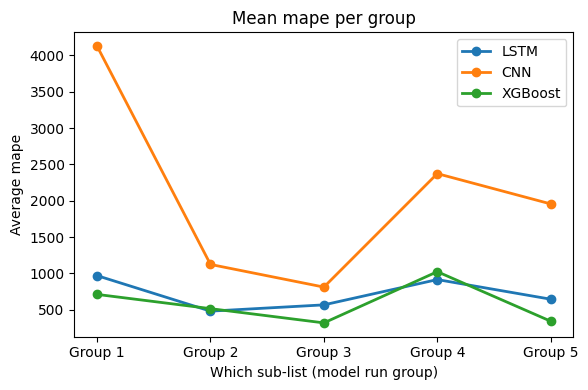 Mean mape per group
LSTM
CNN
XGBoost
Average mape
4000
3500
3000
2500
2000
1500
1000
500
Group 1 Group 2 Group 3 Group 4 Group 5
Which sub-list (model run group)